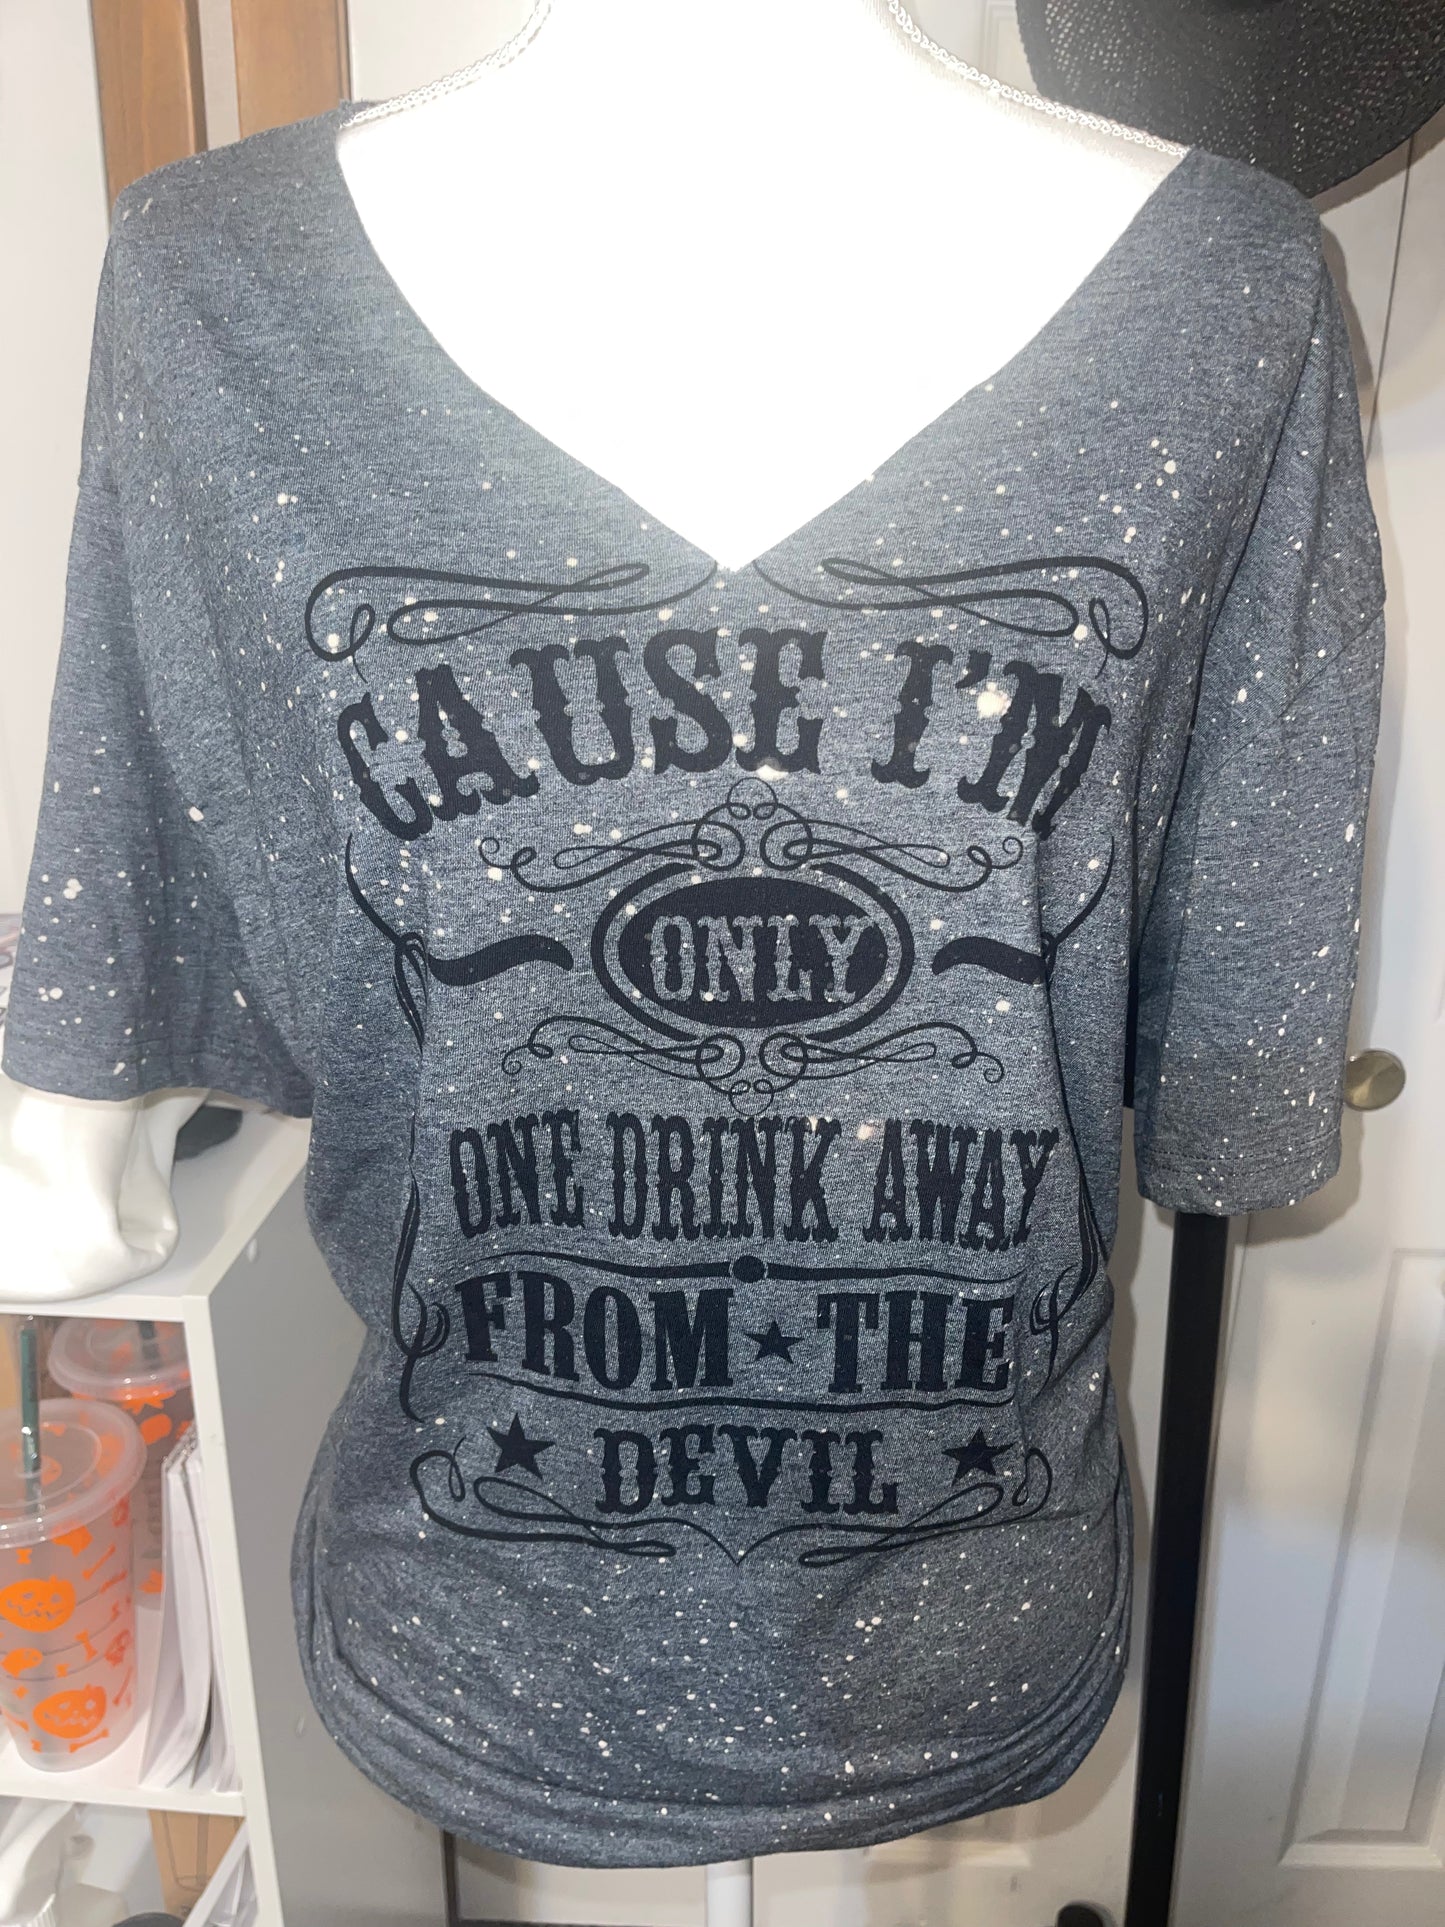 CAUSE I'M
ONLY
ONE DRINK AWAY
FROM THE
DEVIL